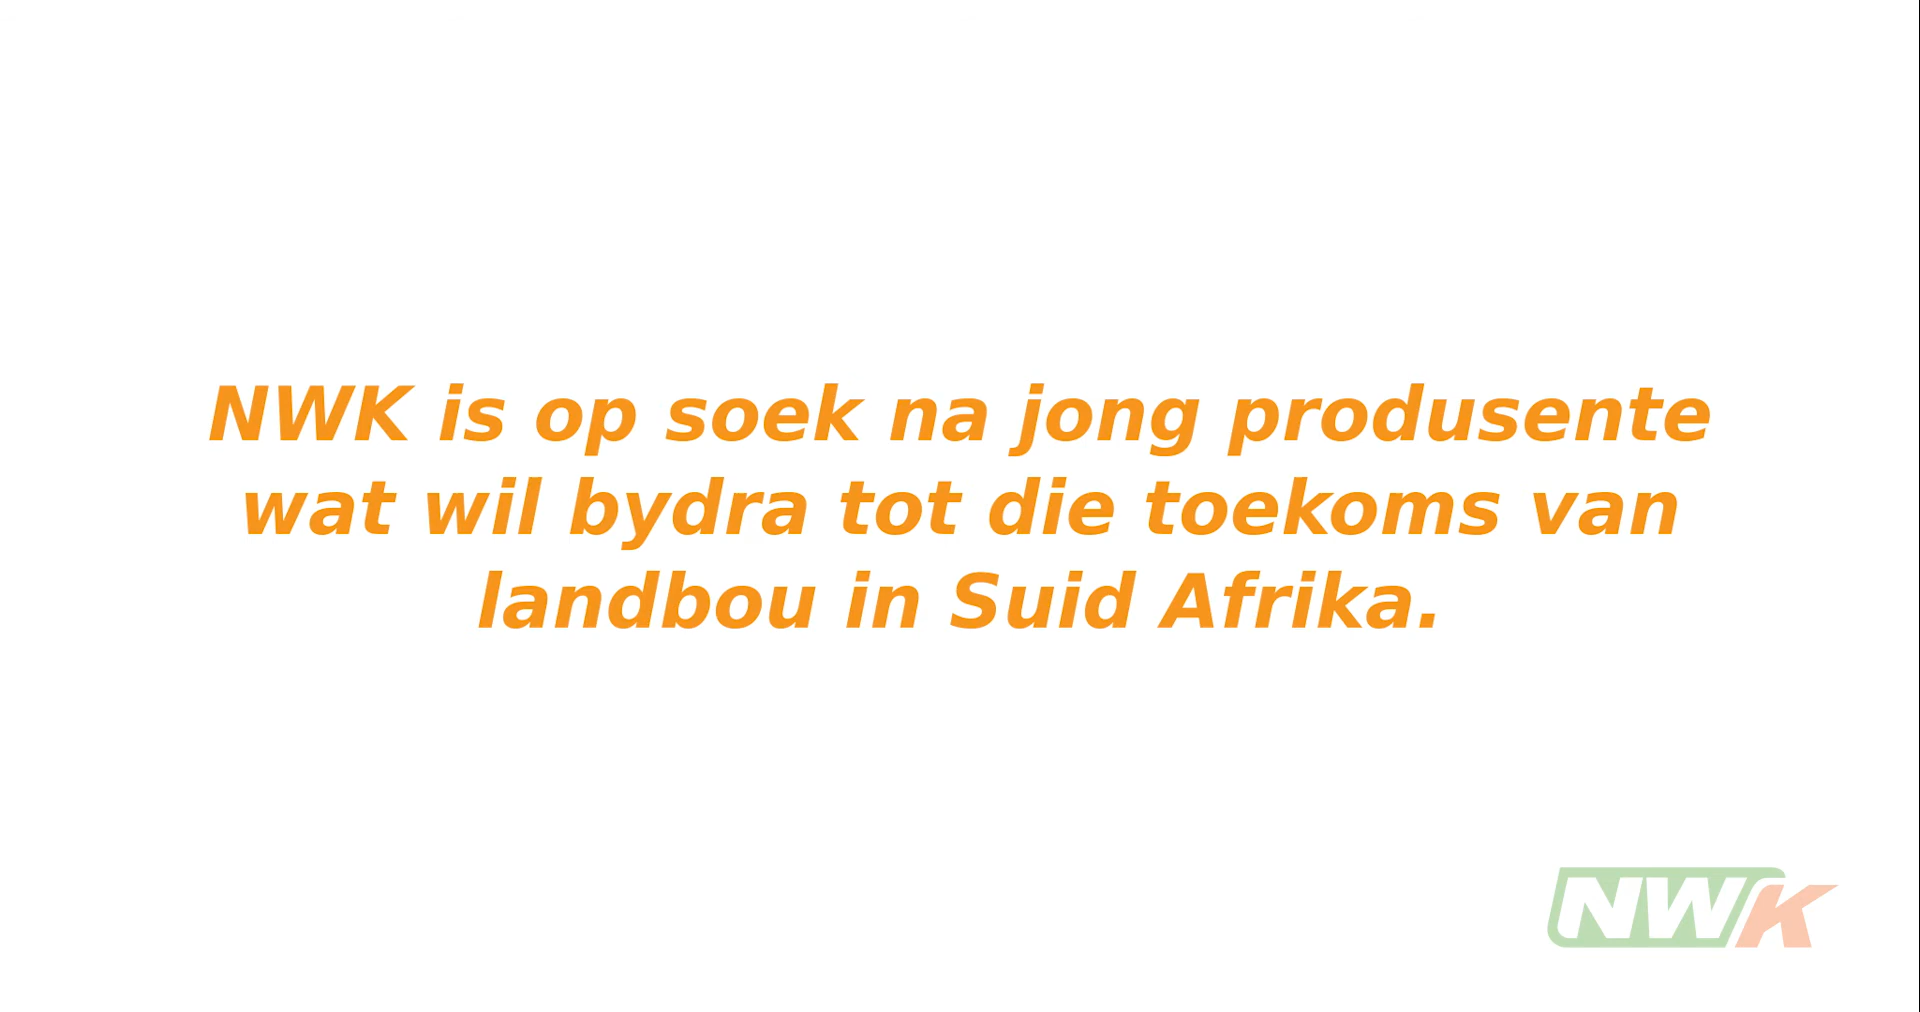 NWK is op soek na jong produsente
wat wil bydra tot die toekoms van
landbou in Suid Afrika.
NWK